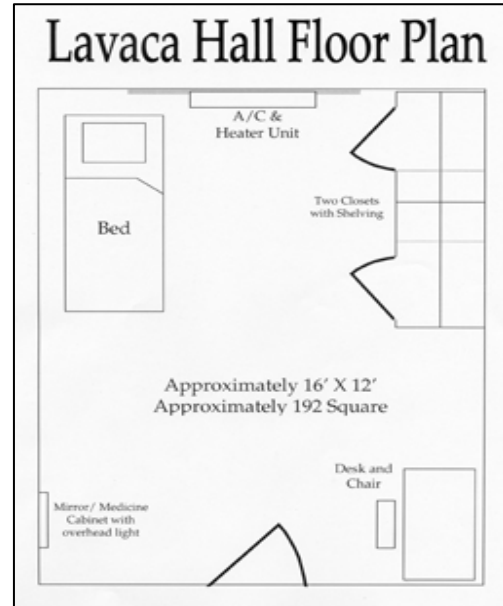 Lavaca Hall Floor Plan
A/C &
Heater Unit
Two Closets
with Shelving
Bed
Approximately 16' X 12'
Approximately 192 Square
Desk and
Chair
Mirror/ Medicine
Cabinet with
overhead light